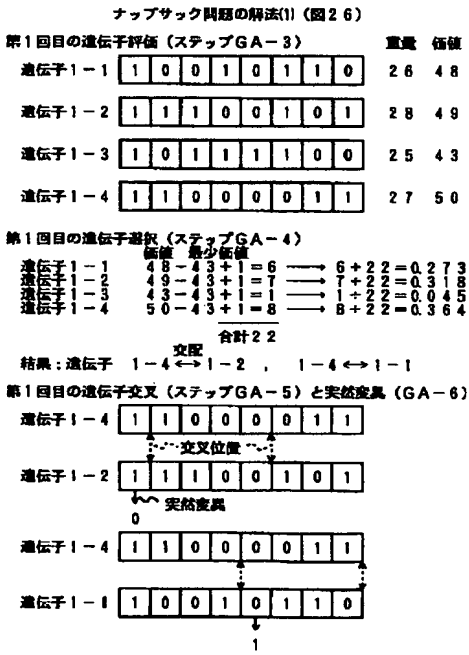 ナップサック問題の解法(1)(図26)
第1回目の遺伝子評価(ステップGA-3) 重量 価値
遺伝子1-1 1 0 0 1 0 1 1 0 26 48
遺伝子1-2 1 1 1 0 0 1 0 1 28 49
遺伝子1-3 1 0 1 1 1 1 0 0 25 43
遺伝子1-4 1 1 0 0 0 0 1 1 27 50
第1回目の遺伝子選択(ステップGA-4)
価値 最少価値
遺伝子1-1 48-43+1=6 → 6÷22=0.273
遺伝子1-2 49-43+1=7 → 7÷22=0.318
遺伝子1-3 43-43+1=1 → 1÷22=0.045
遺伝子1-4 50-43+1=8 → 8÷22=0.364
合計22
交配
結果;遺伝子 1-4↔1-2 , 1-4↔1-1
第1回目の遺伝子交叉(ステップGA-5)と突然変異(GA-6)
遺伝子1-4 1 1 0 0 0 0 1 1
交叉位置
遺伝子1-2 1 1 1 0 0 1 0 1
突然変異
0
遺伝子1-4 1 1 0 0 0 0 1 1
遺伝子1-1 1 0 0 1 0 1 1 0
1